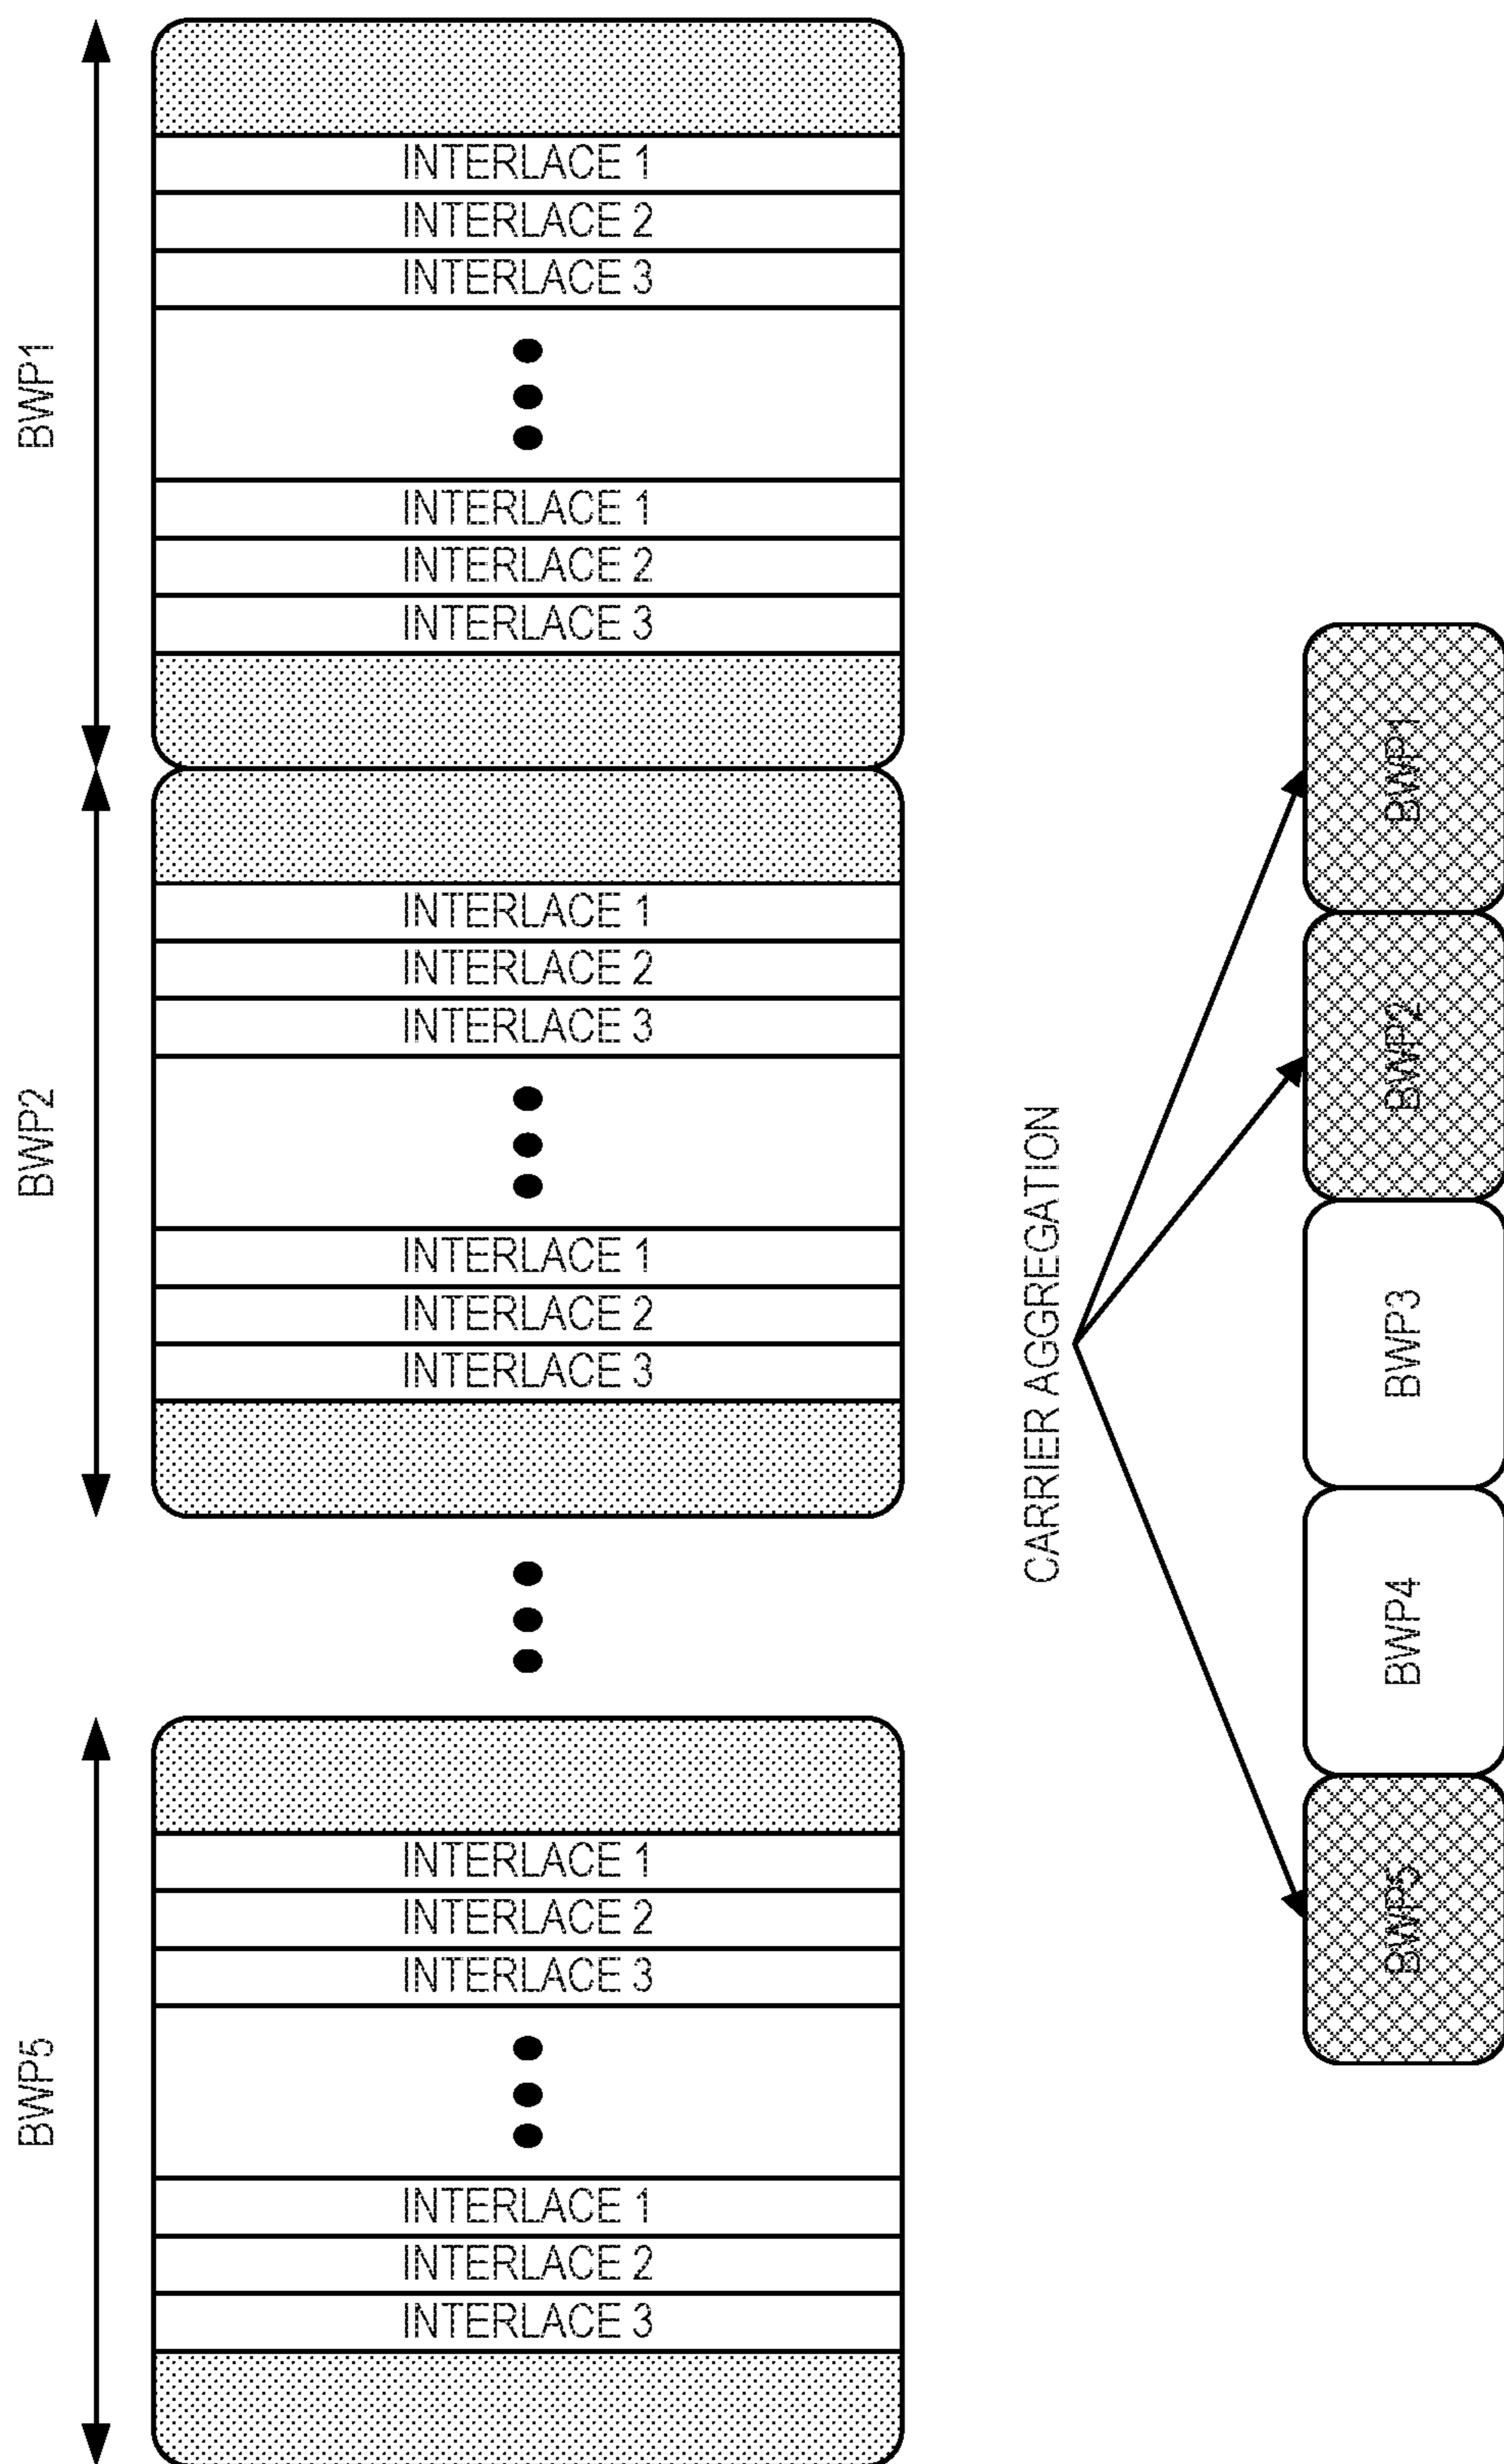 BWP1
INTERLACE 1
INTERLACE 2
INTERLACE 3
INTERLACE 1
INTERLACE 2
INTERLACE 3
BWP2
INTERLACE 1
INTERLACE 2
INTERLACE 3
INTERLACE 1
INTERLACE 2
INTERLACE 3
BWP5
INTERLACE 1
INTERLACE 2
INTERLACE 3
INTERLACE 1
INTERLACE 2
INTERLACE 3
CARRIER AGGREGATION
BWP1
BWP2
BWP3
BWP4
BWP5